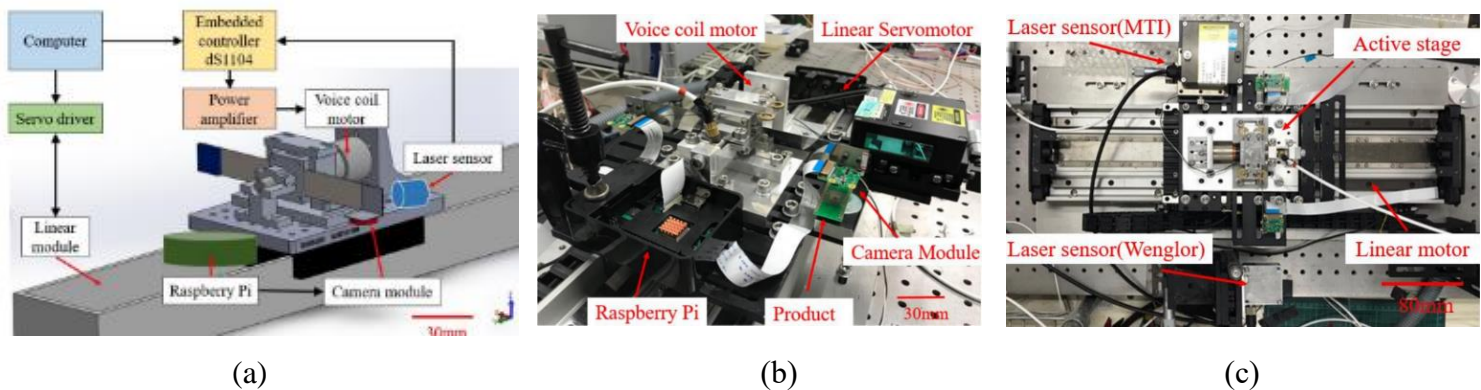 Computer
Embedded
controller
dS1104
Servo driver
Power
amplifier
Voice coil
motor
Laser sensor
Linear
module
Raspberry Pi
Camera module
30mm
(a)
Voice coil motor
Linear Servomotor
Camera Module
Raspberry Pi
Product
30mm
(b)
Laser sensor(MTI)
Active stage
Laser sensor(Wenglor)
Linear motor
80mm
(c)